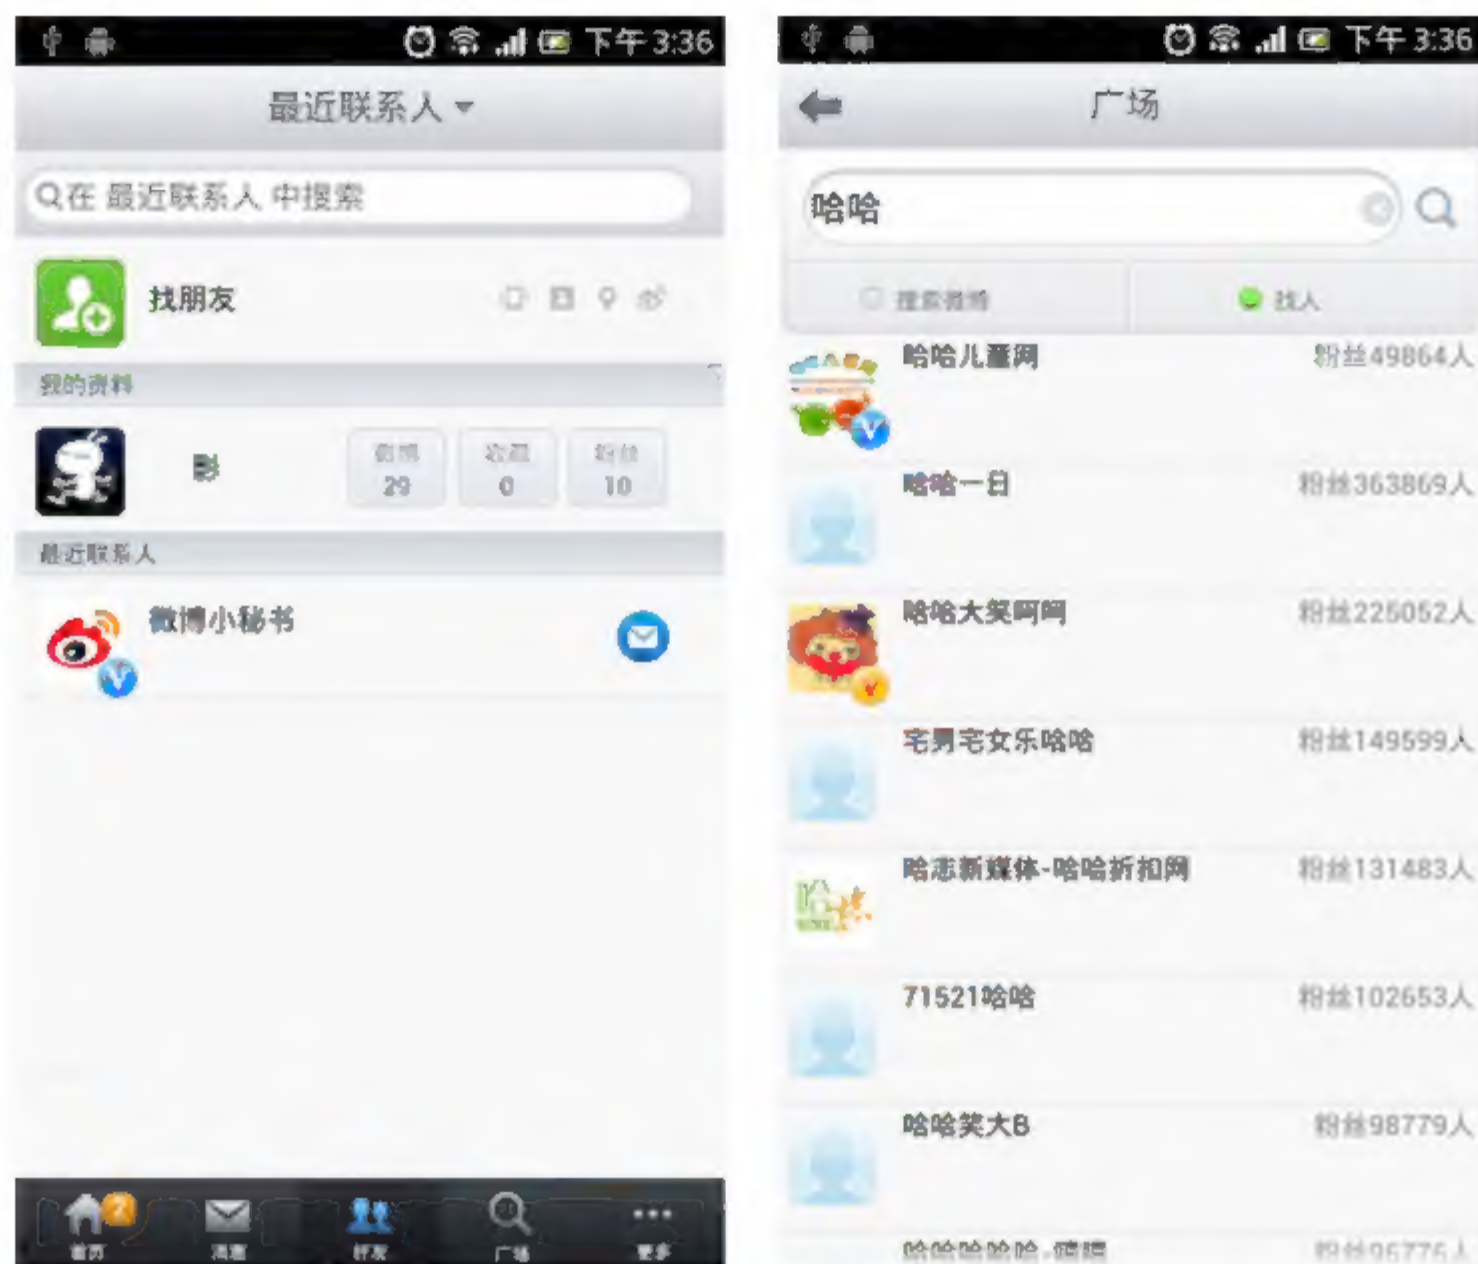 下午 3:36
最近联系人
在 最近联系人 中搜索
找朋友
我的资料
微博 收藏 粉丝
29 0 10
最近联系人
微博小秘书
7
首页 消息 好友 广场 更多
下午 3:36
广场
哈哈
搜索微博 找人
哈哈儿童网 粉丝49864人
哈哈一日 粉丝363869人
哈哈大笑呵呵 粉丝225052人
宅男宅女乐哈哈 粉丝149599人
哈志新媒体-哈哈折扣网 粉丝131483人
71521哈哈 粉丝102653人
哈哈笑大B 粉丝98779人
粉丝96776人